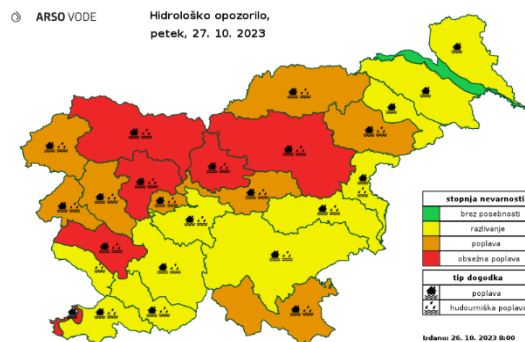 ARSO VODE
Hidrološko opozorilo,
petek, 27. 10. 2023
stopnja nevarnosti
brez posebnosti
razlivanje
poplava
obsežna poplava
tip dogodka
poplava
hudourniška poplava
Izdano: 26. 10. 2023 8:00